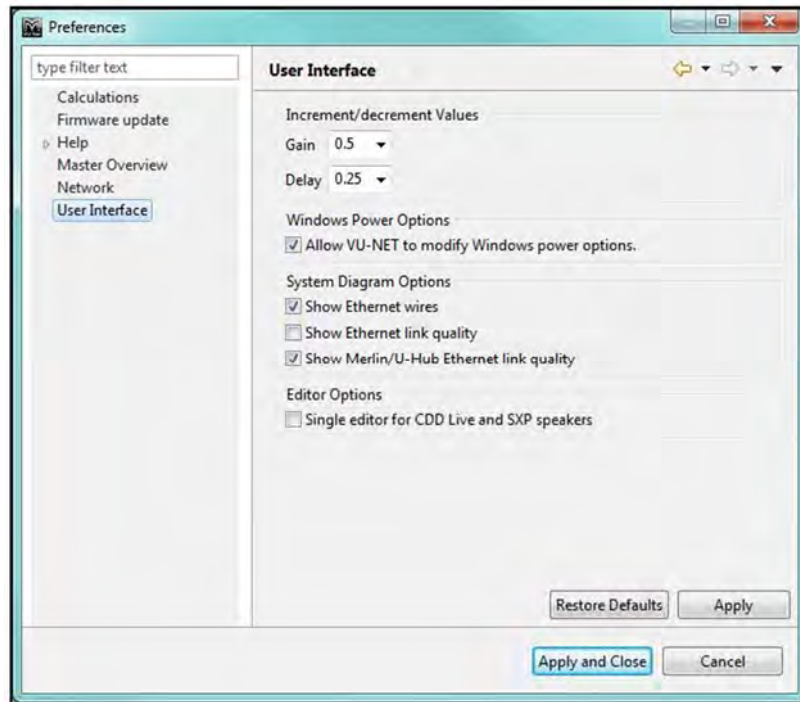 Preferences
type filter text
Calculations
Firmware update
Help
Master Overview
Network
User Interface
User Interface
Increment/decrement Values
Gain 0.5
Delay 0.25
Windows Power Options
Allow VU-NET to modify Windows power options.
System Diagram Options
Show Ethernet wires
Show Ethernet link quality
Show Merlin/U-Hub Ethernet link quality
Editor Options
Single editor for CDD Live and SXP speakers
Restore Defaults Apply
Apply and Close Cancel